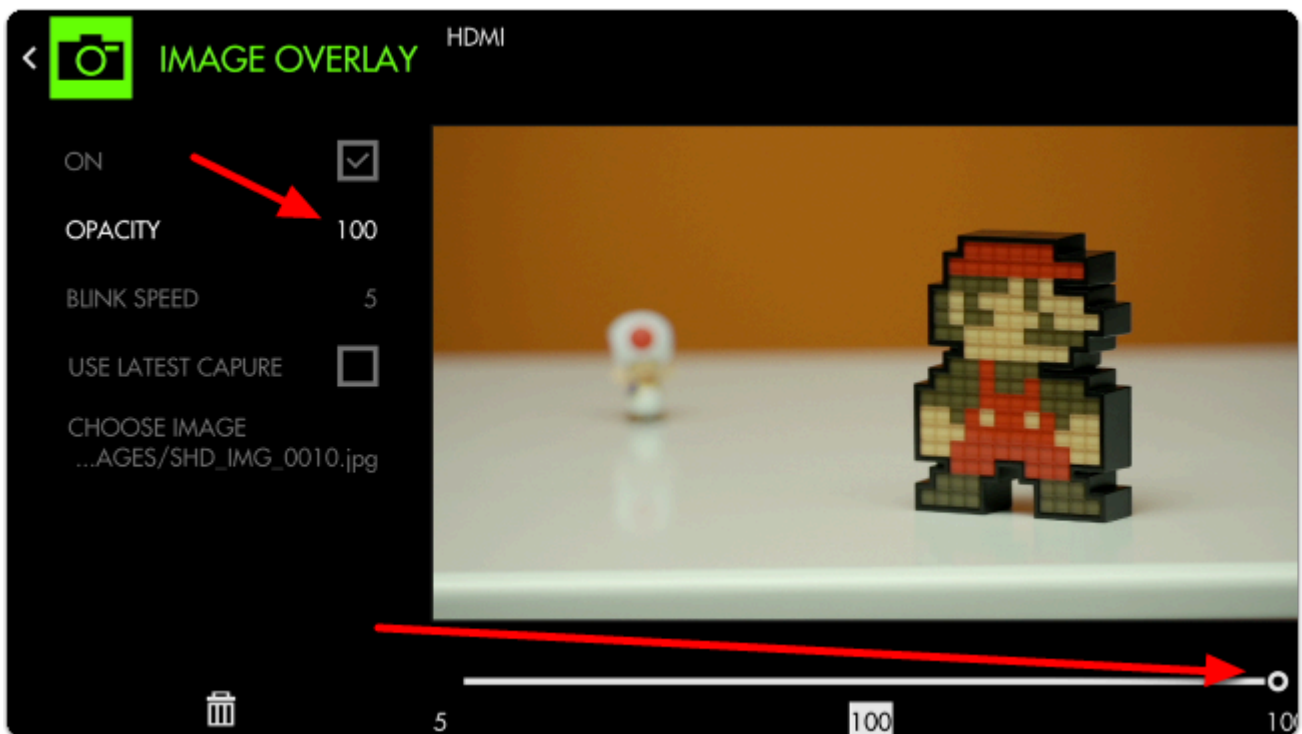 HDMI
IMAGE OVERLAY
ON
OPACITY 100
BLINK SPEED 5
USE LATEST CAPURE
CHOOSE IMAGE
...AGES/SHD_IMG_0010.jpg
5 100 10